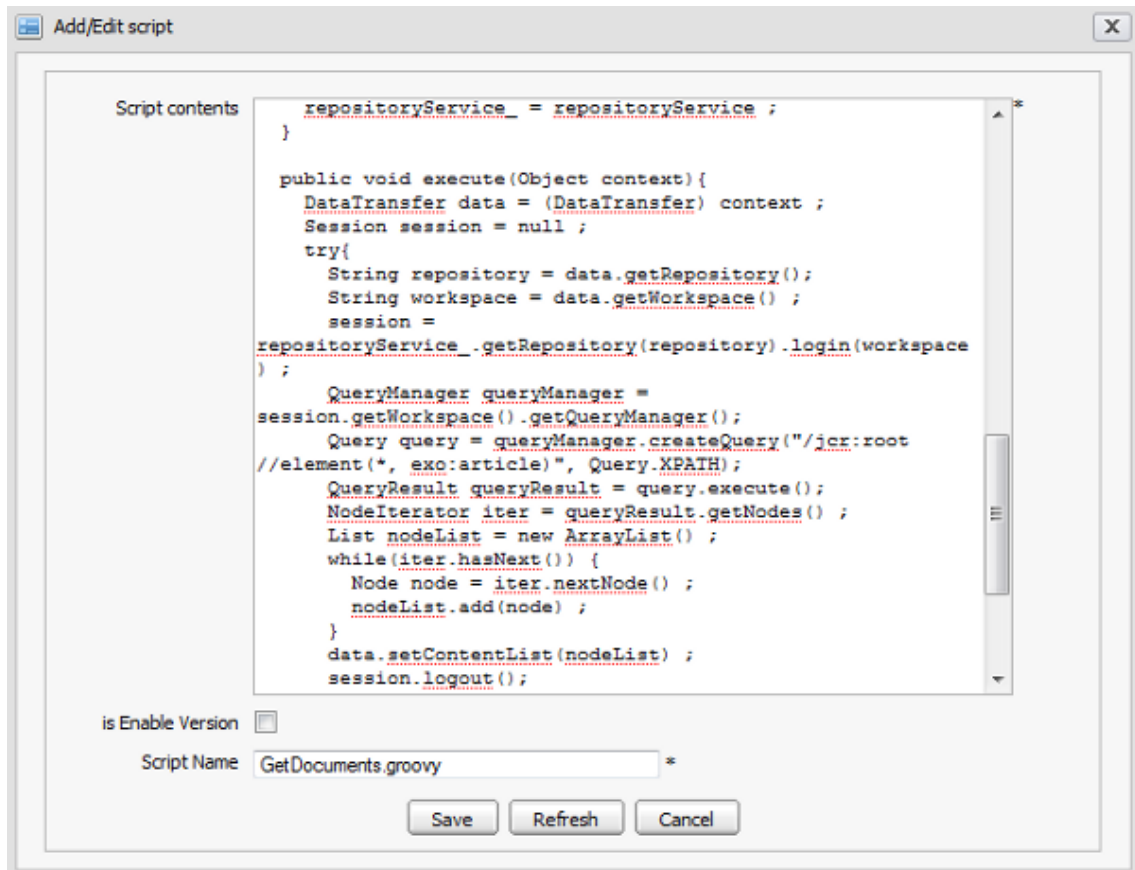 Add/Edit script
x
Script contents
repositoryService_ = repositoryService ;
*
}
public void execute(Object context){
DataTransfer data = (DataTransfer) context ;
Session session = null ;
try{
String repository = data.getRepository();
String workspace = data.getWorkspace() ;
session =
repositoryService_.getRepository(repository).login(workspace
) ;
QueryManager queryManager =
session.getWorkspace().getQueryManager();
Query query = queryManager.createQuery("/jcr:root
//element(*, exo:article)", Query.XPATH);
QueryResult queryResult = query.execute();
NodeIterator iter = queryResult.getNodes() ;
List nodeList = new ArrayList() ;
while(iter.hasNext()) {
Node node = iter.nextNode() ;
nodeList.add(node) ;
}
data.setContentList(nodeList) ;
session.logout();
is Enable Version
Script Name GetDocuments.groovy *
Save Refresh Cancel